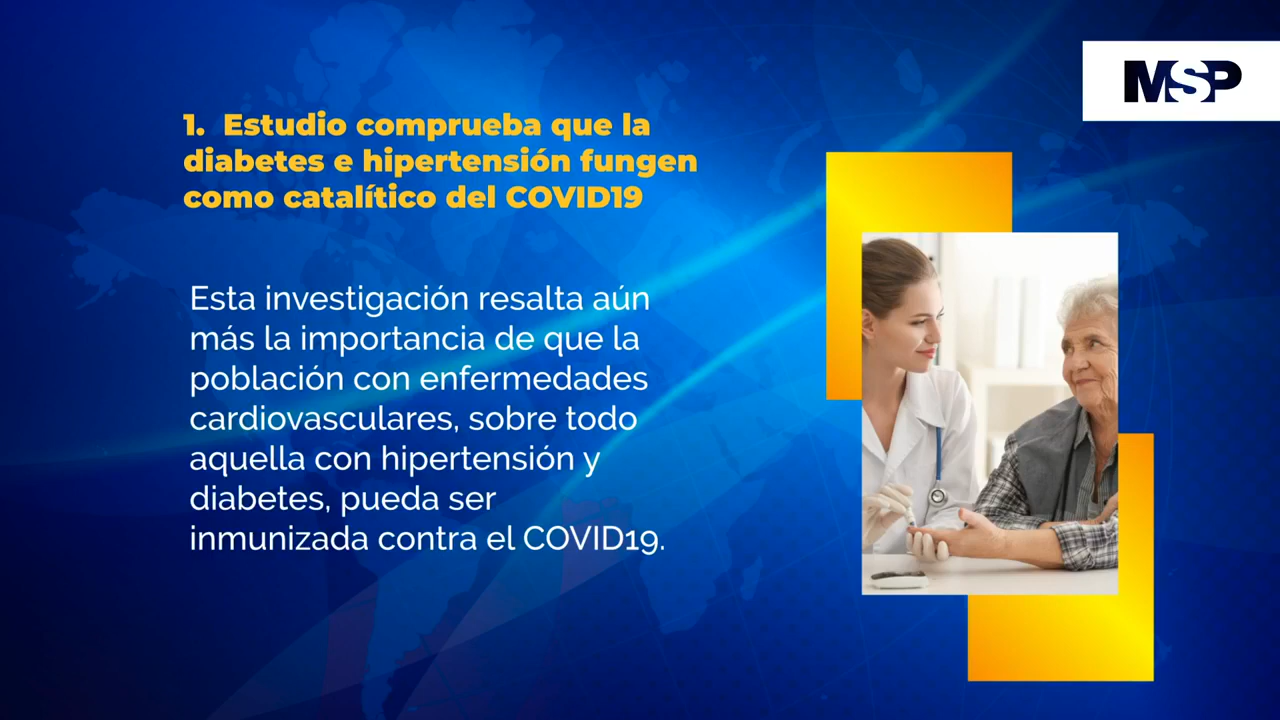 MSP
1. Estudio comprueba que la
diabetes e hipertensión fungen
como catalítico del COVID19
Esta investigación resalta aún
más la importancia de que la
población con enfermedades
cardiovasculares, sobre todo
aquella con hipertensión y
diabetes, pueda ser
inmunizada contra el COVID19.